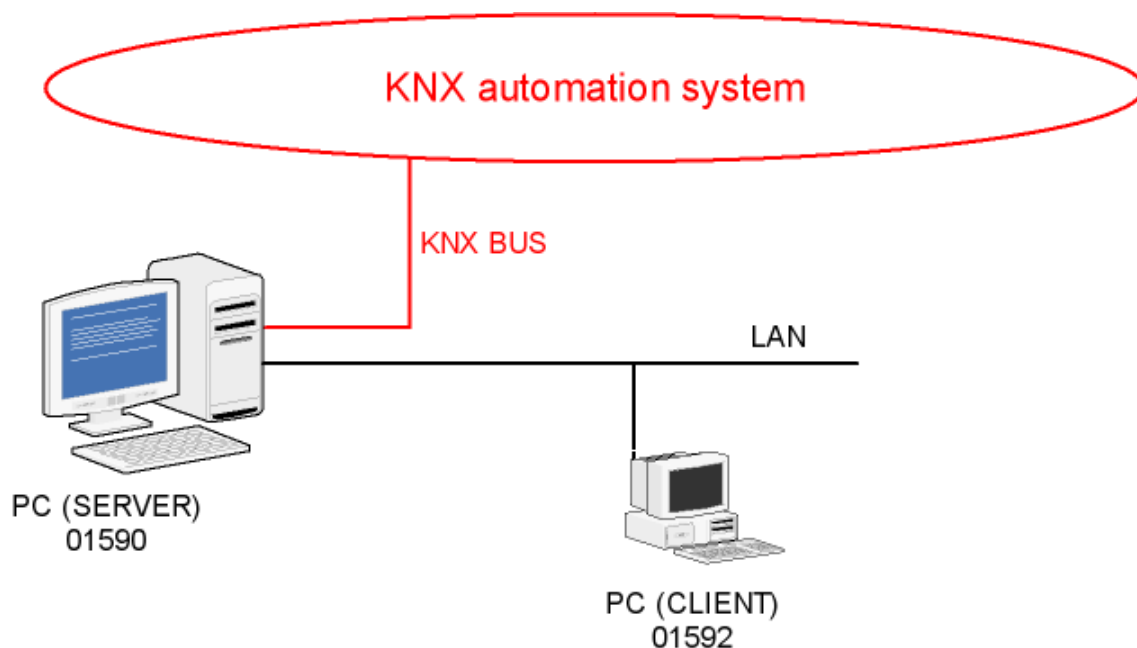 KNX automation system
KNX BUS
LAN
PC (SERVER)
01590
PC (CLIENT)
01592